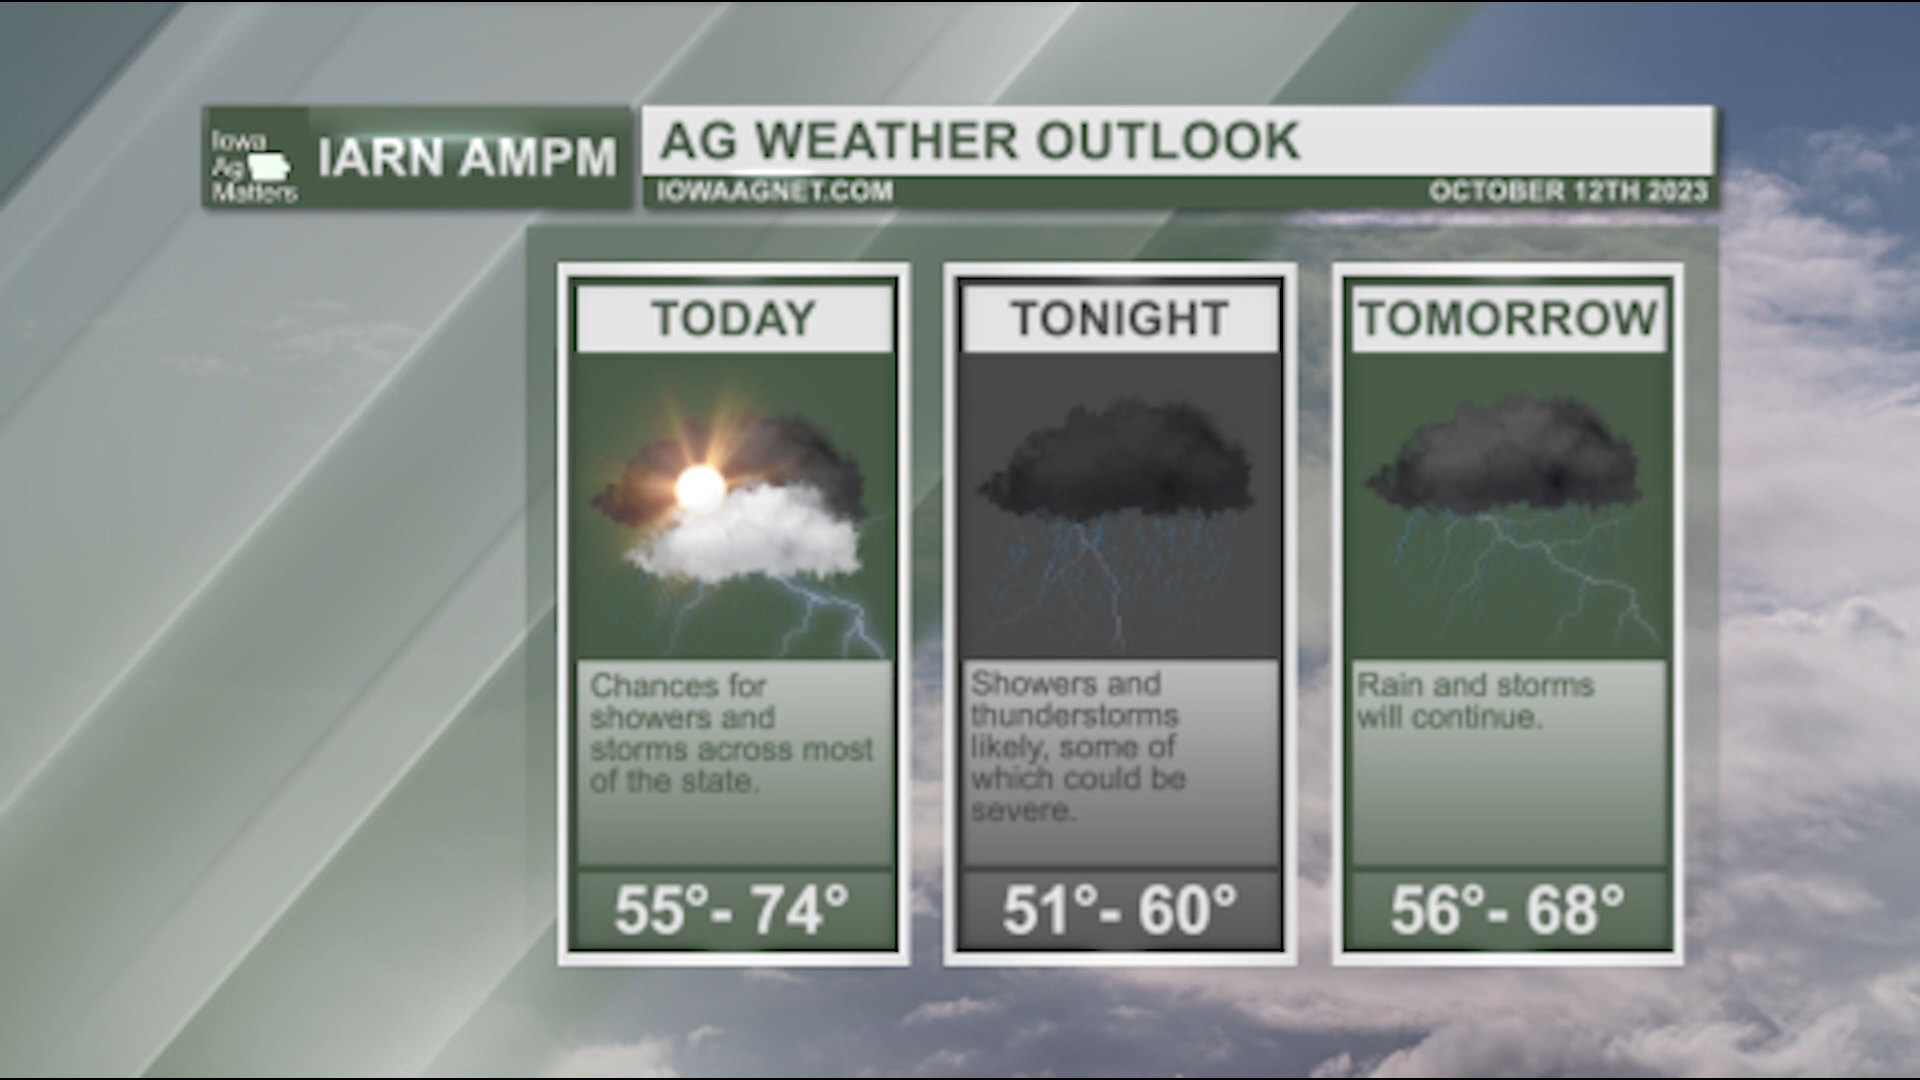 Iowa
Ag
Matters
IARN AMPM
AG WEATHER OUTLOOK
IOWAAGNET.COM
OCTOBER 12TH 2023
TODAY
Chances for
showers and
storms across most
of the state.
55°- 74°
TONIGHT
Showers and
thunderstorms
likely, some of
which could be
severe.
51°- 60°
TOMORROW
Rain and storms
will continue.
56°- 68°